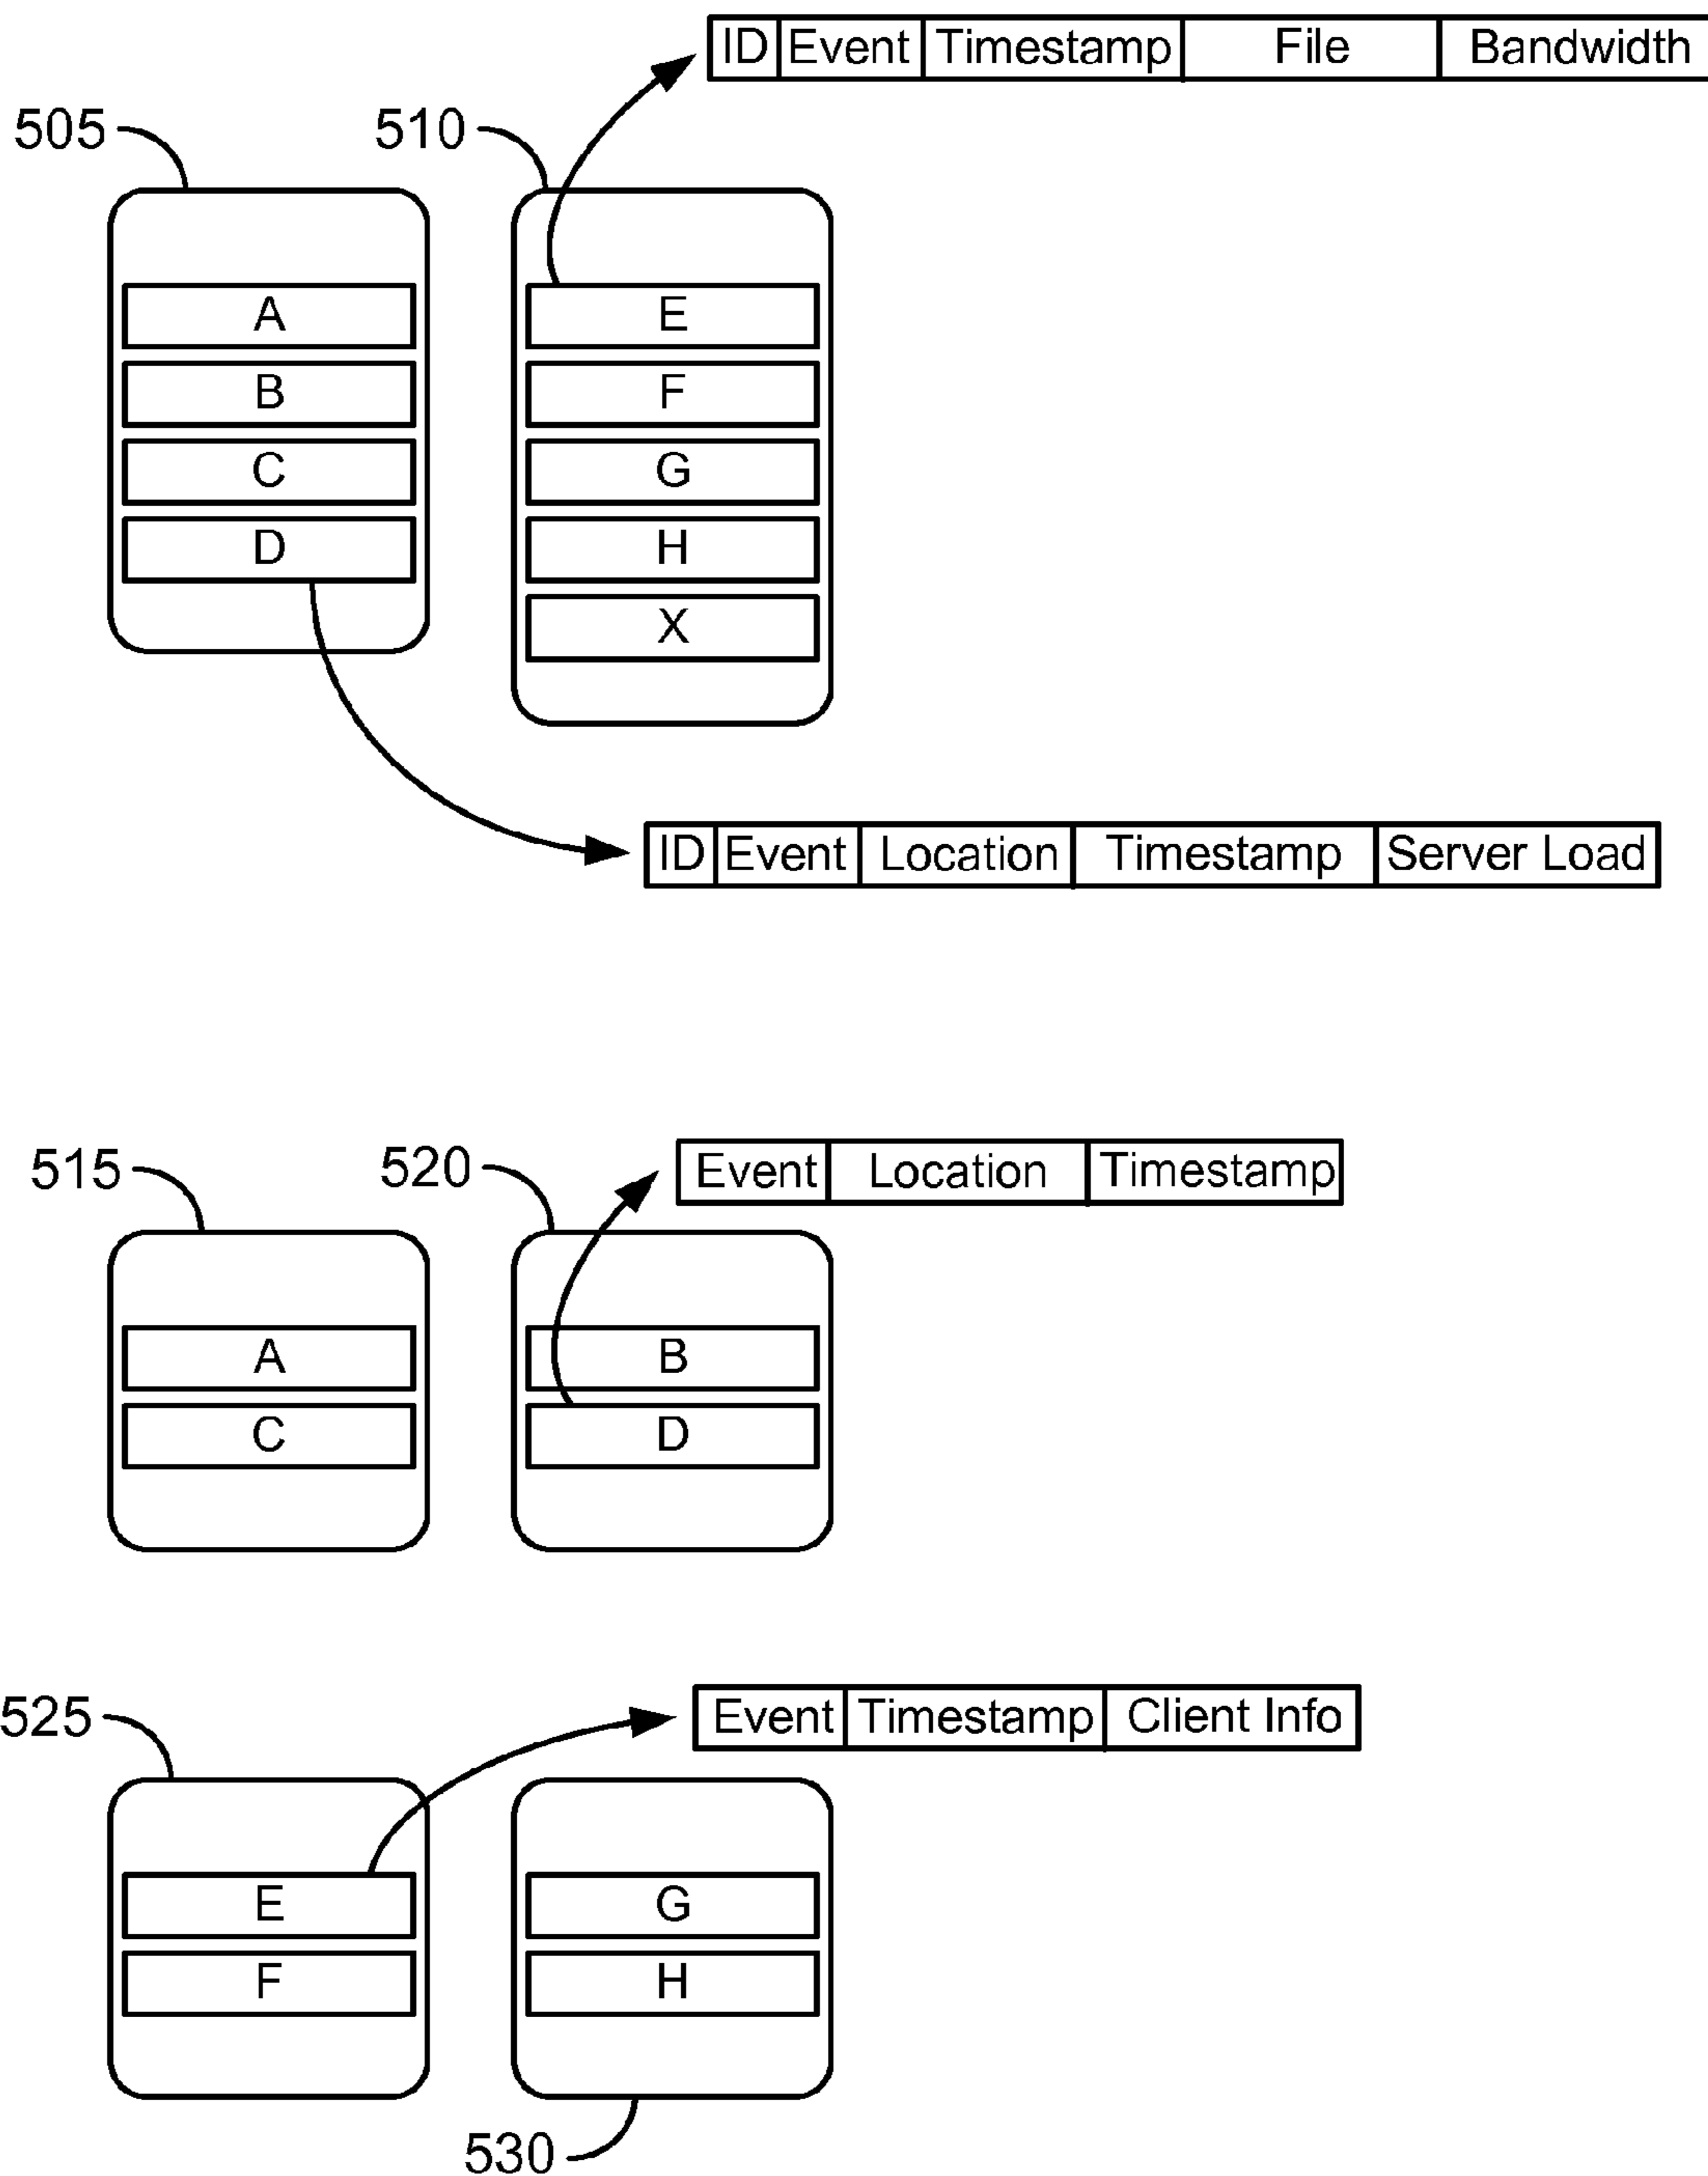 ID Event Timestamp File Bandwidth
505 510
A E
B F
C G
D H
X
ID Event Location Timestamp Server Load
515 520 Event Location Timestamp
A B
C D
525 Event Timestamp Client Info
E G
F H
530